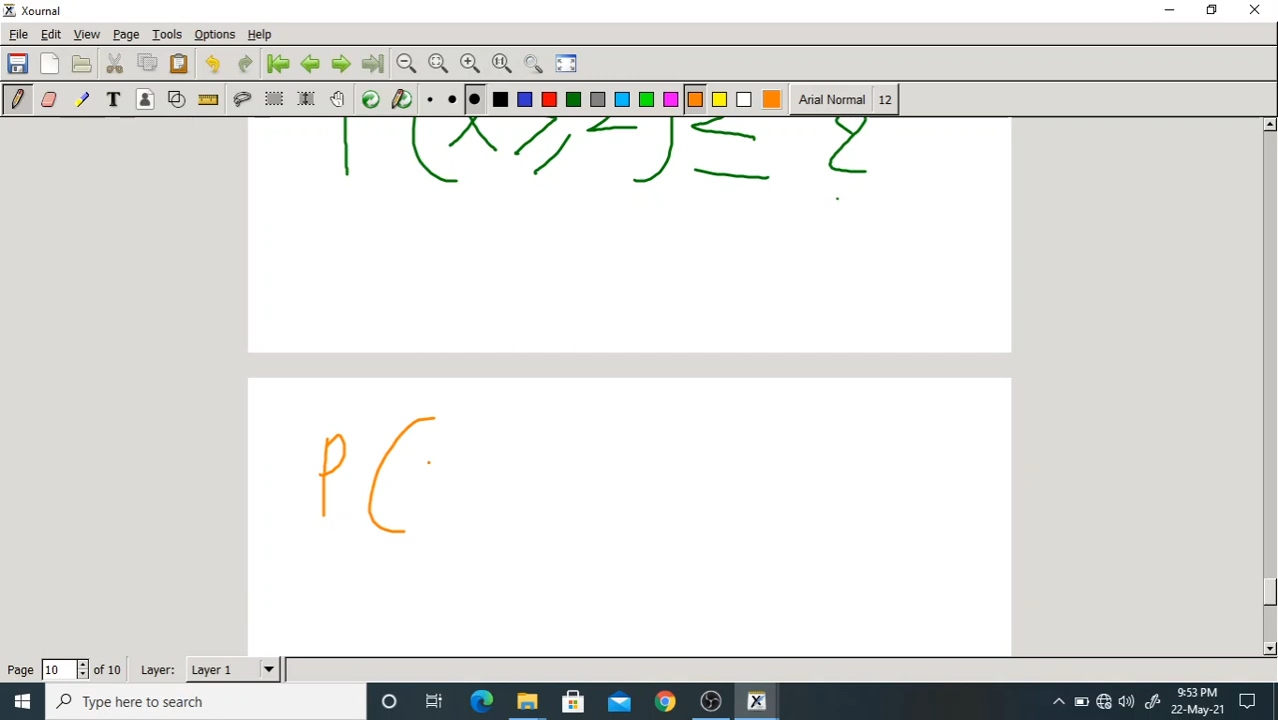 Xournal
File Edit View Page Tools Options Help
Arial Normal 12
P(x⩾2) = ?
P(
Page 10 of 10 Layer: Layer 1
Type here to search
9:53 PM
22-May-21